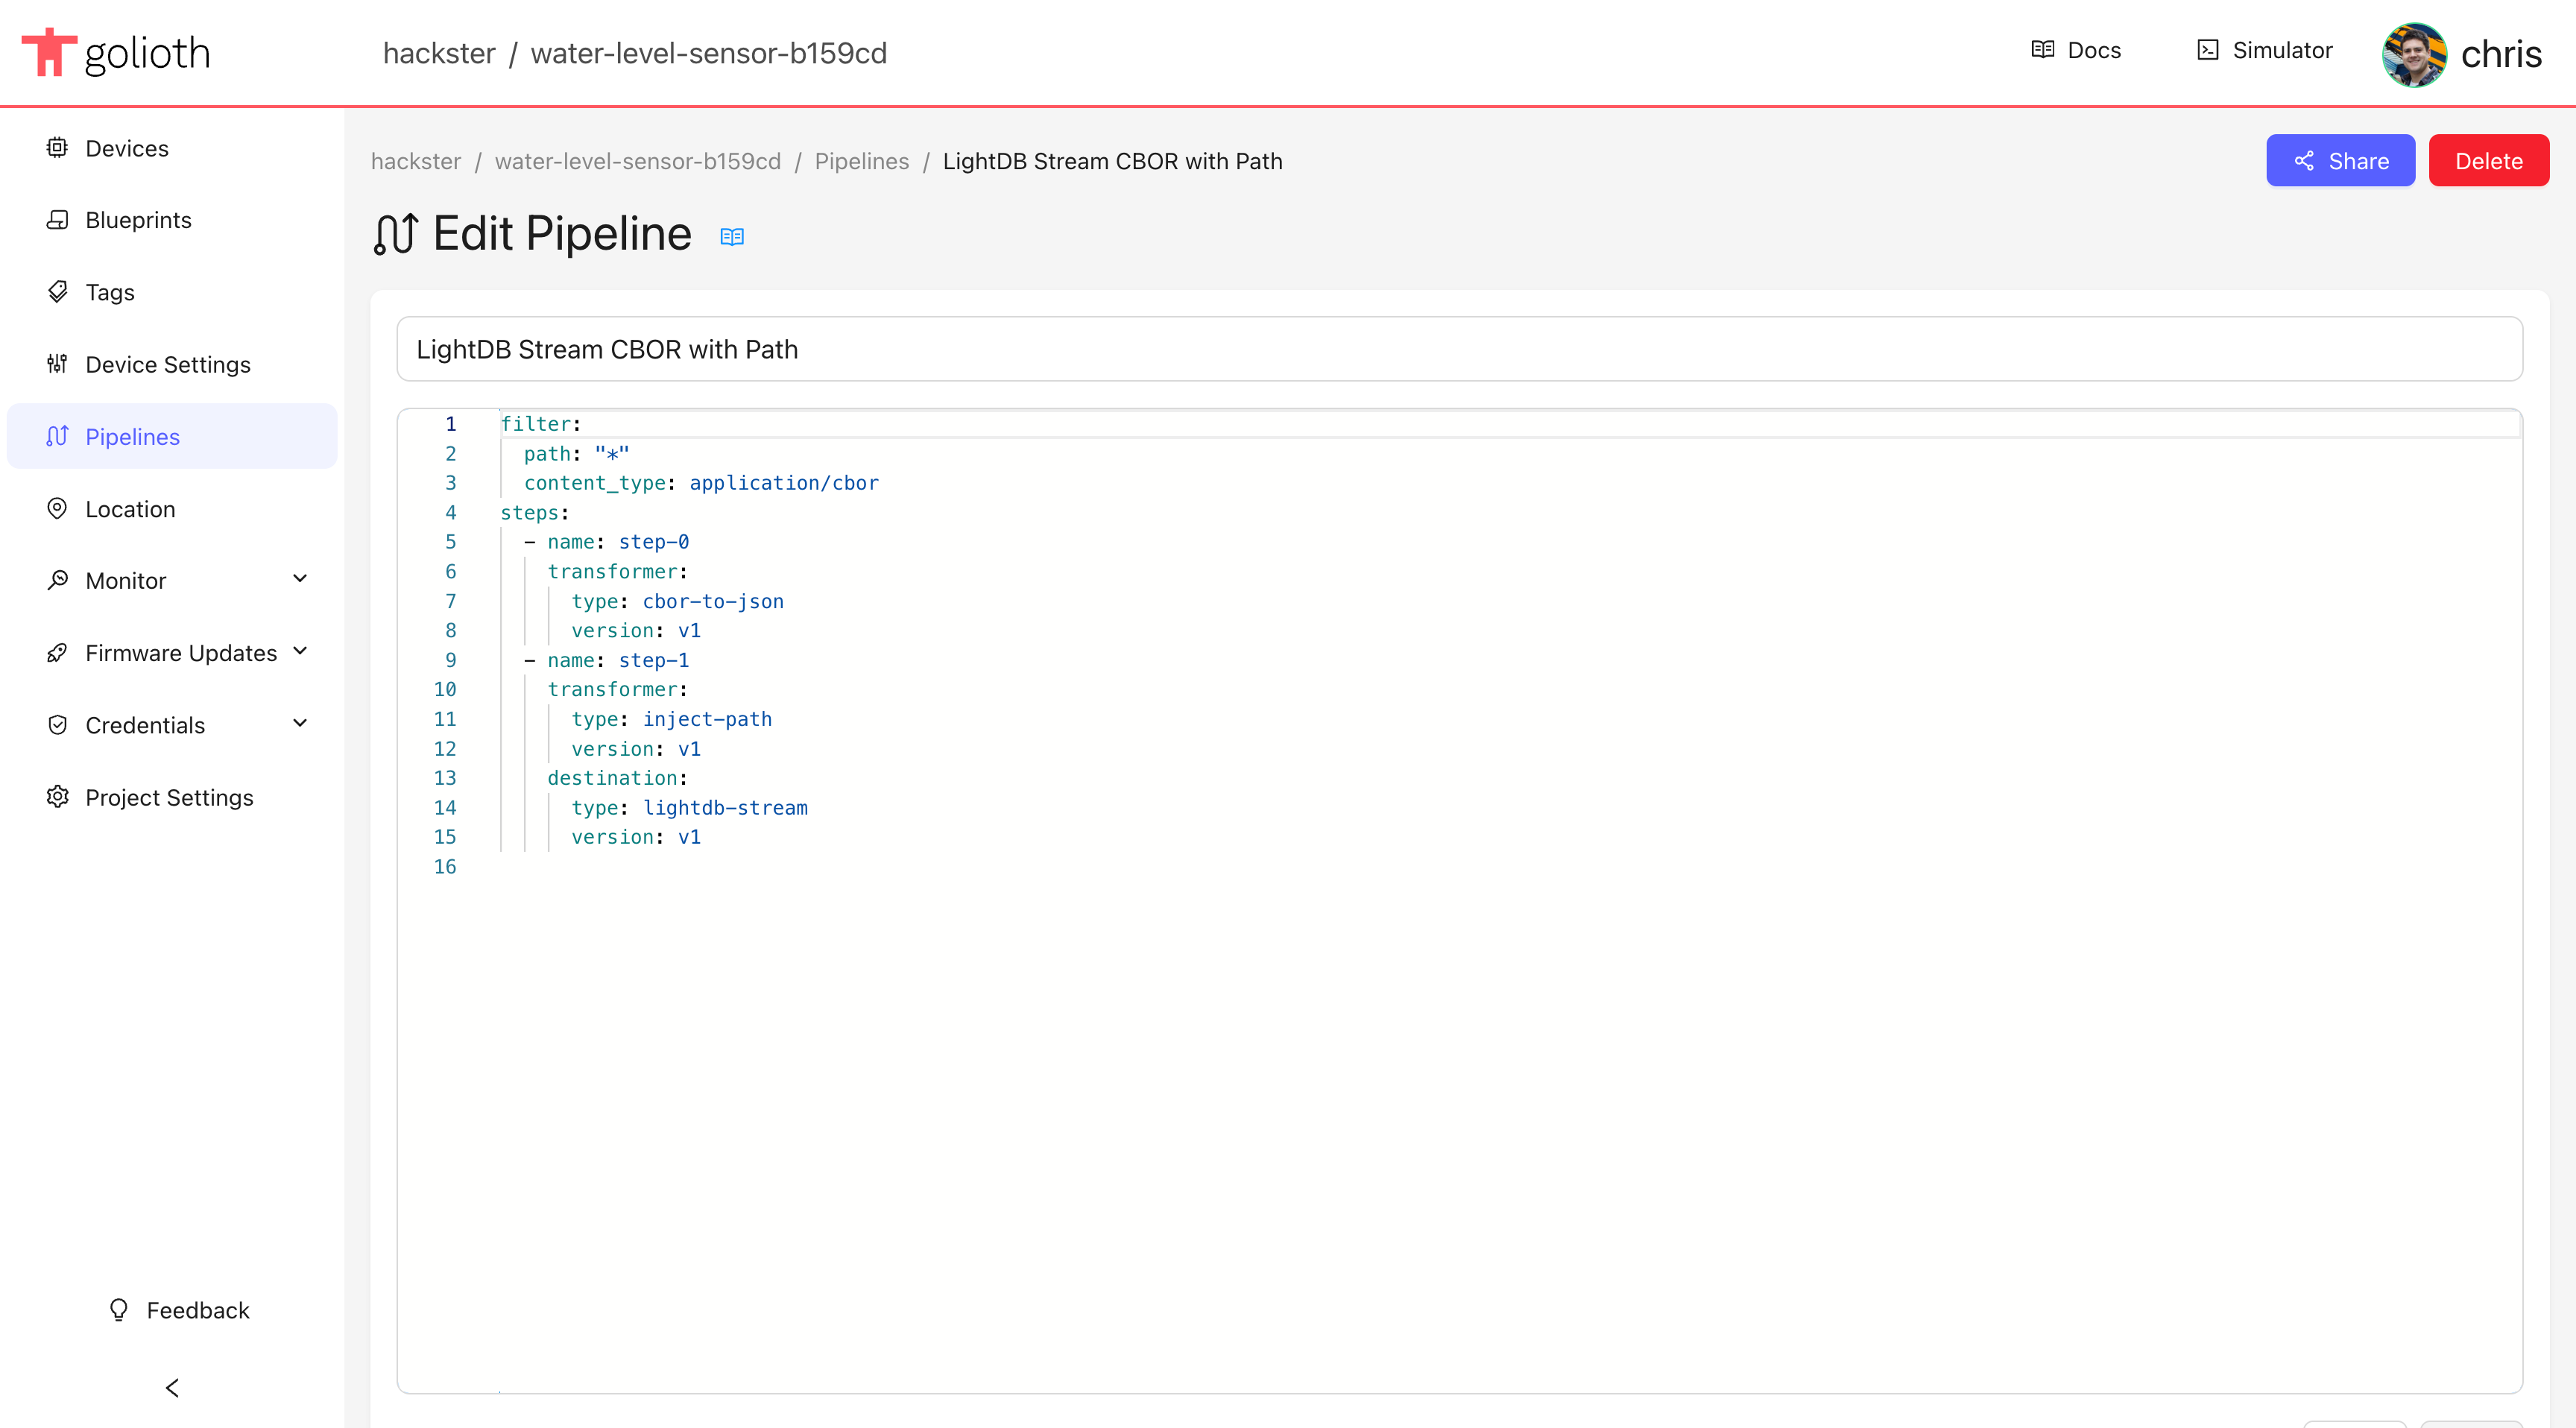 golioth
hackster / water-level-sensor-b159cd
Docs
Simulator
chris
Devices
Blueprints
Tags
Device Settings
Pipelines
Location
Monitor
Firmware Updates
Credentials
Project Settings
Feedback
hackster / water-level-sensor-b159cd / Pipelines / LightDB Stream CBOR with Path
Share
Delete
Edit Pipeline
LightDB Stream CBOR with Path
1 filter:
2 path: "*"
3 content_type: application/cbor
4 steps:
5 - name: step-0
6 transformer:
7 type: cbor-to-json
8 version: v1
9 - name: step-1
10 transformer:
11 type: inject-path
12 version: v1
13 destination:
14 type: lightdb-stream
15 version: v1
16